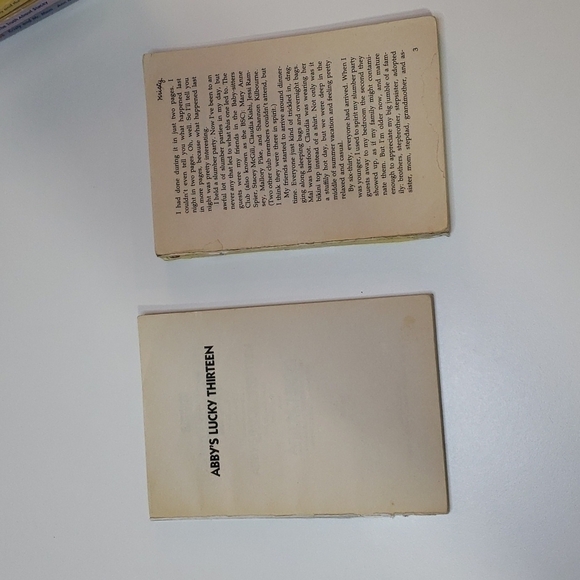 I had done during it in just two pages. I
couldn't even tell you what happened last
night in two pages. Oh, well. So I'll tell you
in more pages, because what happened last
night was pretty interesting.
I held a slumber party. Now I've been to an
awful lot of slumber parties in my day, but
never any that led to what this one led to. The
guests were my friends in the Baby-sitters
Club (also known as the BSC), Mary Anne
Spier, Stacey McGill, Claudia Kishi, Jessi Ram-
sey, Mallory Pike, and Shannon Kilbourne.
(Two other club members couldn't attend, but
I think they were there in spirit.)
My friends started to arrive around dinner-
time. Everyone just kind of trickled in, drag-
ging along sleeping bags and overnight bags.
Mal was barefoot. Claudia was wearing her
bikini top instead of a shirt. Not only was it
a stuffily hot day, but we were deep in the
middle of summer vacation and feeling pretty
relaxed and casual.
By six-thirty, everyone had arrived. When I
was younger, I used to spirit my slumber party
guests away to my bedroom the second they
showed up, as if my family might contami-
nate them. But I'm older now, and mature
enough to appreciate my big jumble of a fam-
ily: brothers, stepbrother, stepsister, adopted
sister, mom, stepdad, grandmother, and as-
3
ABBY'S LUCKY THIRTEEN